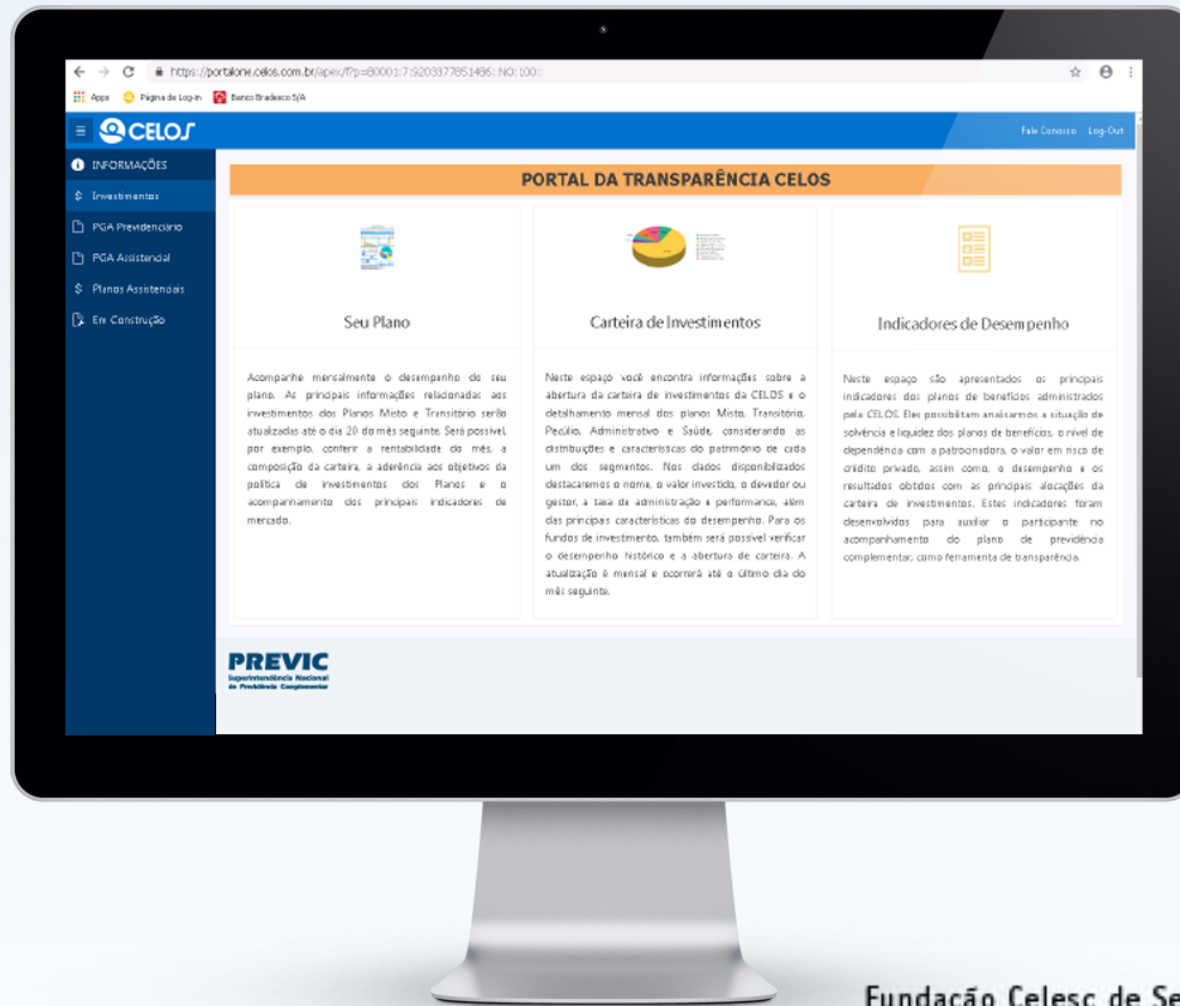 https://portalone.celos.com.br/apex/f?p=80001:7:9203377851486::NO:100::
Apps Página de Log-in Banco Bradesco S/A
CELOS
Fale Conosco Log-Out
INFORMAÇÕES
Investimentos
PGA Previdenciário
PGA Assistencial
Planos Assistenciais
Em Construção
PORTAL DA TRANSPARÊNCIA CELOS
Seu Plano
Acompanhe mensalmente o desempenho do seu
plano. As principais informações relacionadas aos
investimentos dos Planos Misto e Transitório serão
atualizadas até o dia 20 do mês seguinte. Será possível,
por exemplo, conferir a rentabilidade do mês, a
composição da carteira, a aderência aos objetivos da
política de investimentos dos Planos e o
acompanhamento dos principais indicadores de
mercado.
Carteira de Investimentos
Neste espaço você encontra informações sobre a
abertura da carteira de investimentos da CELOS e o
detalhamento mensal dos planos Misto, Transitório,
Pecúlio, Administrativo e Saúde, considerando as
distribuições e características do patrimônio de cada
um dos segmentos. Nos dados disponibilizados
destacaremos o nome, o valor investido, o devedor ou
gestor, a taxa de administração e performance, além
das principais características do desempenho. Para os
fundos de investimento, também será possível verificar
o desempenho histórico e a abertura de carteira. A
atualização é mensal e ocorrerá até o último dia do
mês seguinte.
Indicadores de Desempenho
Neste espaço são apresentados os principais
indicadores dos planos de benefícios administrados
pela CELOS. Eles possibilitam analisarmos a situação de
solvência e liquidez dos planos de benefícios, o nível de
dependência com a patrocinadora, o valor em risco de
crédito privado, assim como, o desempenho e os
resultados obtidos com as principais alocações da
carteira de investimentos. Estes indicadores foram
desenvolvidos para auxiliar o participante no
acompanhamento do plano de previdência
complementar, como ferramenta de transparência.
PREVIC
Superintendência Nacional
de Previdência Complementar
Fundação Celesc de Se